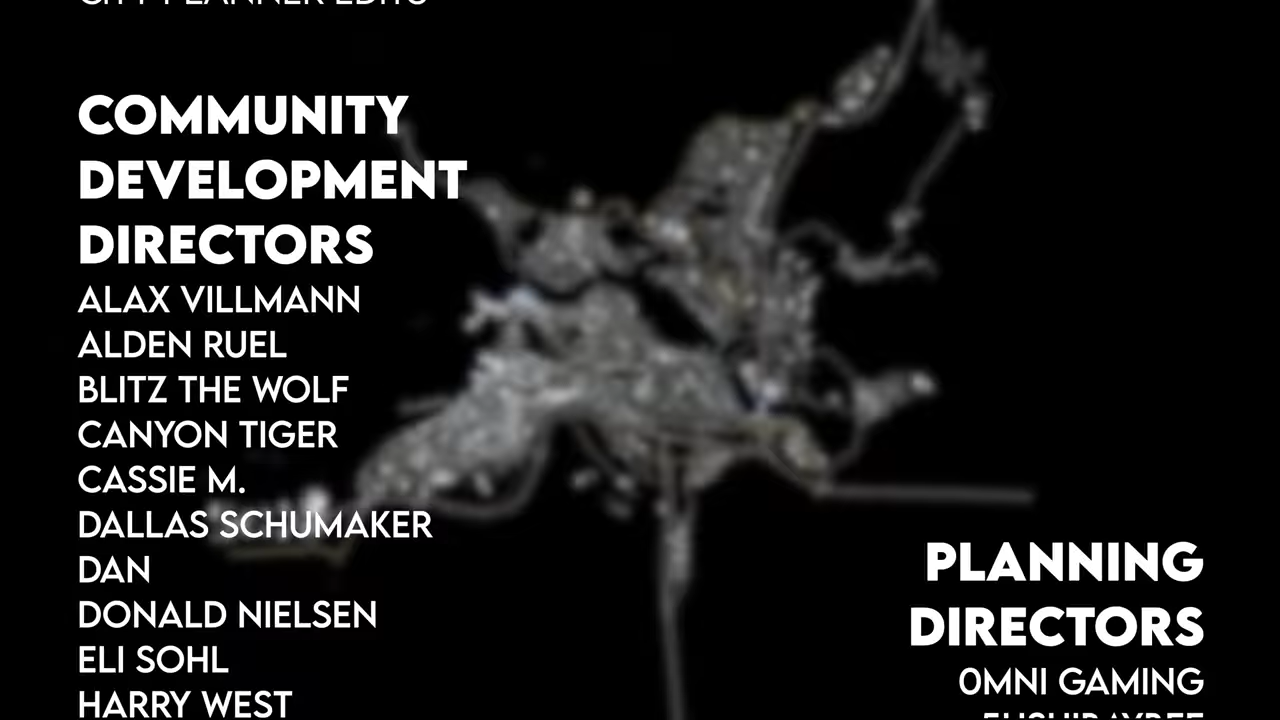 COMMUNITY
DEVELOPMENT
DIRECTORS
ALAX VILLMANN
ALDEN RUEL
BLITZ THE WOLF
CANYON TIGER
CASSIE M.
DALLAS SCHUMAKER
DAN
DONALD NIELSEN
ELI SOHL
HARRY WEST
PLANNING
DIRECTORS
0MNI GAMING